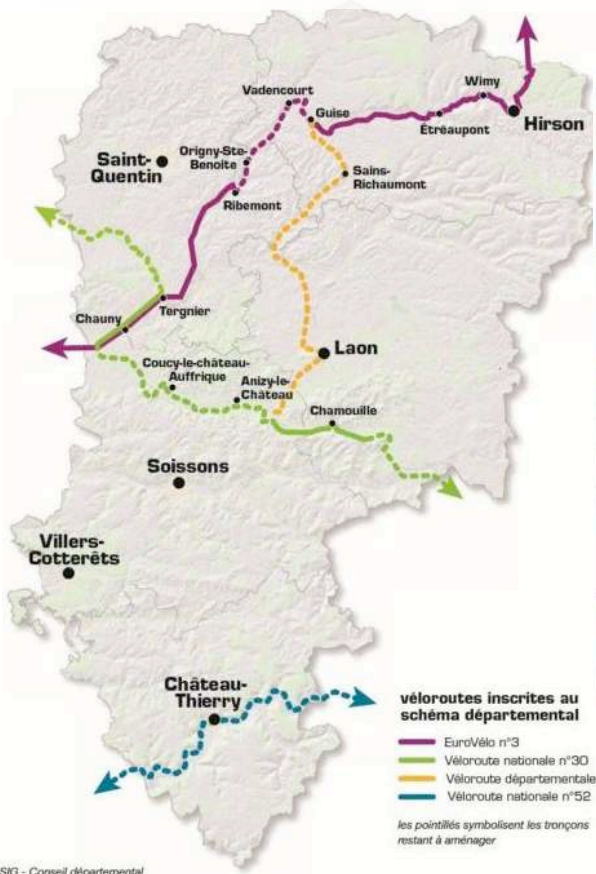 Vadencourt
Wimy
Guise
Hirson
Étréaupont
Saint-
Quentin
Origny-Ste-
Benoite
Sains-
Richaumont
Ribemont
Chauny
Tergnier
Laon
Coucy-le-château-
Auffrique
Anizy-le-
Château
Chamouille
Soissons
Villers-
Cotterêts
Château-
Thierry
véloroutes inscrites au
schéma départemental
EuroVélo n°3
Véloroute nationale n°30
Véloroute départementale
Véloroute nationale n°52
les pointillés symbolisent les tronçons
restant à aménager
SIG - Conseil départemental